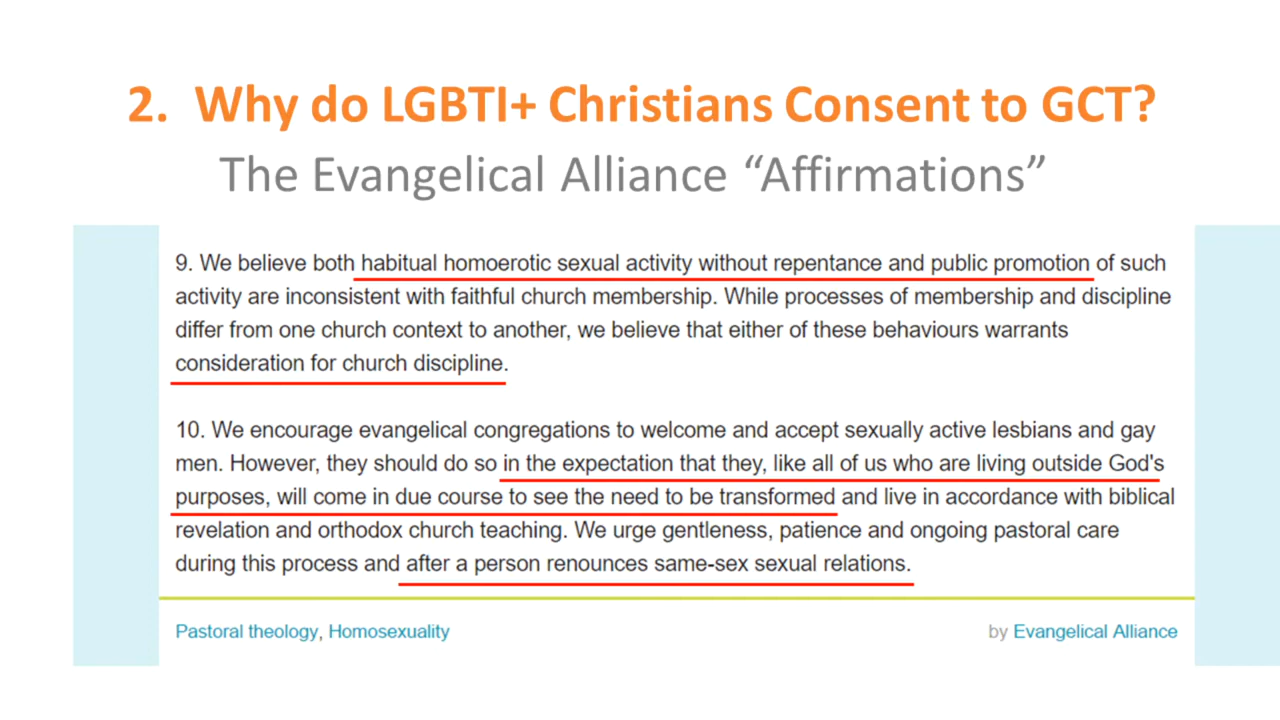 2. Why do LGBTI+ Christians Consent to GCT?
The Evangelical Alliance “Affirmations”
9. We believe both habitual homoerotic sexual activity without repentance and public promotion of such
activity are inconsistent with faithful church membership. While processes of membership and discipline
differ from one church context to another, we believe that either of these behaviours warrants
consideration for church discipline.
10. We encourage evangelical congregations to welcome and accept sexually active lesbians and gay
men. However, they should do so in the expectation that they, like all of us who are living outside God's
purposes, will come in due course to see the need to be transformed and live in accordance with biblical
revelation and orthodox church teaching. We urge gentleness, patience and ongoing pastoral care
during this process and after a person renounces same-sex sexual relations.
Pastoral theology, Homosexuality by Evangelical Alliance